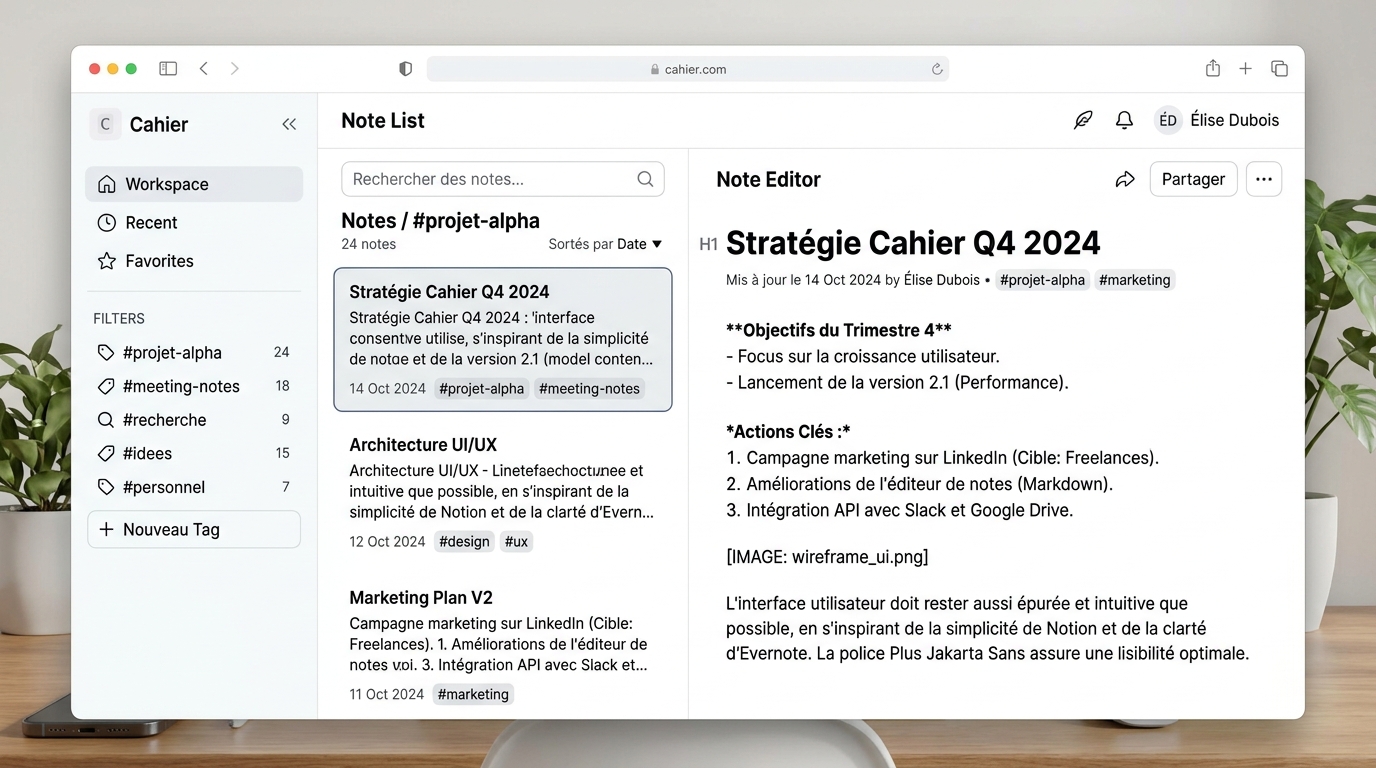 cahier.com
C Cahier
Workspace
Recent
Favorites
FILTERS
#projet-alpha 24
#meeting-notes 18
#recherche 9
#idees 15
#personnel 7
+ Nouveau Tag
Note List
ÉD Élise Dubois
Rechercher des notes...
Notes / #projet-alpha
24 notes Sortés par Date ▼
Stratégie Cahier Q4 2024
Stratégie Cahier Q4 2024 : 'interface
consentive utilise, s'inspirant de la simplicité
de et de la version 2.1 (model conten...
14 Oct 2024 #projet-alpha #meeting-notes
Architecture UI/UX
Architecture UI/UX - et
intuitive que possible, en s'inspirant de la
simplicité de Notion et de la clarté d'Evern...
12 Oct 2024 #design #ux
Marketing Plan V2
Campagne marketing sur LinkedIn (Cible:
Freelances). 1. Améliorations de l'éditeur de
notes 3. Intégration API avec Slack et...
11 Oct 2024 #marketing
Note Editor
Partager
H1 Stratégie Cahier Q4 2024
Mis à jour le 14 Oct 2024 by Élise Dubois • #projet-alpha #marketing
**Objectifs du Trimestre 4**
- Focus sur la croissance utilisateur.
- Lancement de la version 2.1 (Performance).
*Actions Clés :*
1. Campagne marketing sur LinkedIn (Cible: Freelances).
2. Améliorations de l'éditeur de notes (Markdown).
3. Intégration API avec Slack et Google Drive.
[IMAGE: wireframe_ui.png]
L'interface utilisateur doit rester aussi épurée et intuitive que
possible, en s'inspirant de la simplicité de Notion et de la clarté
d'Evernote. La police Plus Jakarta Sans assure une lisibilité optimale.